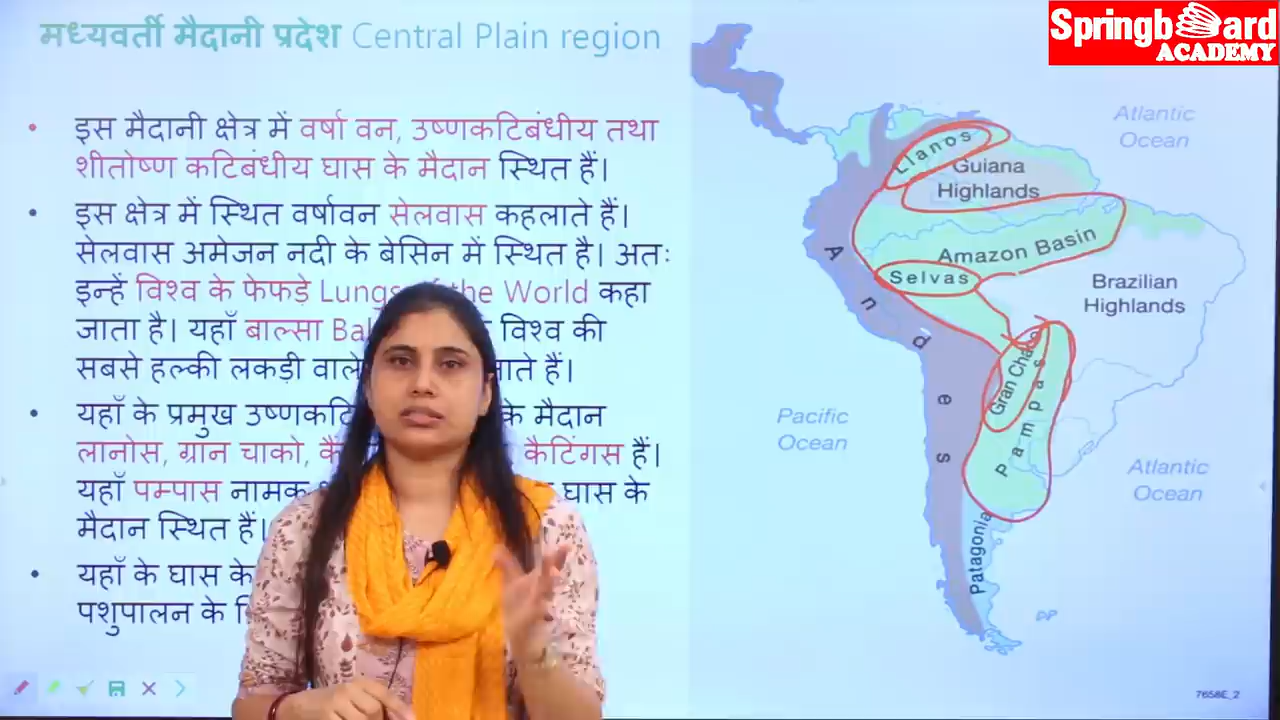 मध्यवर्ती मैदानी प्रदेश Central Plain region
• इस मैदानी क्षेत्र में वर्षा वन, उष्णकटिबंधीय तथा
शीतोष्ण कटिबंधीय घास के मैदान स्थित हैं।
• इस क्षेत्र में स्थित वर्षावन सेलवास कहलाते हैं।
सेलवास अमेजन नदी के बेसिन में स्थित है। अतः
इन्हें विश्व के फेफड़े Lungs the World कहा
जाता है। यहाँ बाल्सा विश्व की
सबसे हल्की लकड़ी वाले
• यहाँ के प्रमुख के मैदान
लानोस, ग्रान चाको, कैटिंगस हैं।
यहाँ पम्पास नामक घास के
मैदान स्थित हैं।
• यहाँ के घास के
पशुपालन के
Springboard
ACADEMY
Atlantic
Ocean
Llanos
Guiana
Highlands
Amazon Basin
Selvas
Brazilian
Highlands
Andes
Gran
Pampas
Pacific
Ocean
Atlantic
Ocean
Patagonia
7658E_2